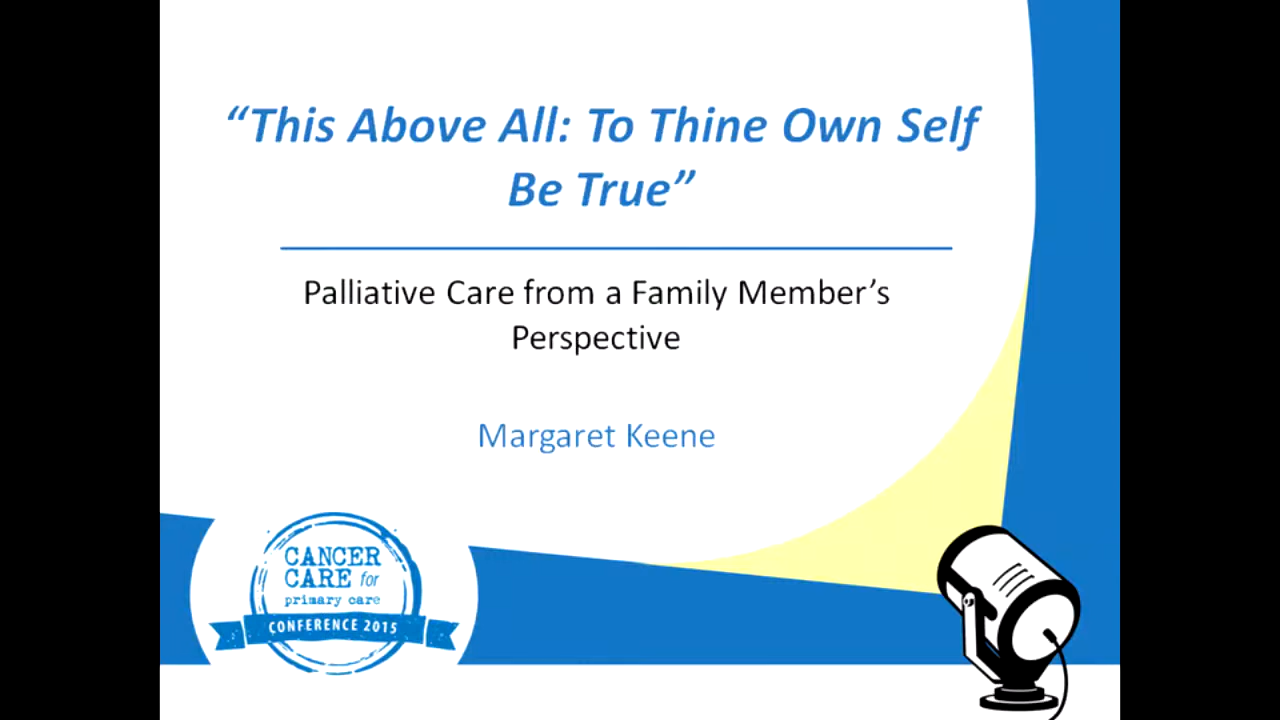 “This Above All: To Thine Own Self
Be True”
Palliative Care from a Family Member’s
Perspective
Margaret Keene
CANCER
CARE for
primary care
CONFERENCE 2015